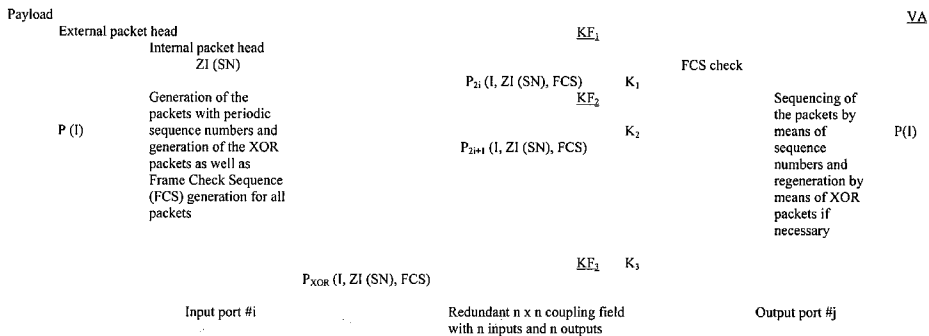 Payload
VA
External packet head
KF₁
Internal packet head
ZI (SN)
FCS check
P₂ᵢ (I, ZI (SN), FCS)
K₁
KF₂
Generation of the
packets with periodic
sequence numbers and
generation of the XOR
packets as well as
Frame Check Sequence
(FCS) generation for all
packets
P (I)
K₂
P₂ᵢ₊₁ (I, ZI (SN), FCS)
Sequencing of
the packets by
means of
sequence
numbers and
regeneration by
means of XOR
packets if
necessary
P(I)
KF₃
K₃
P_XOR (I, ZI (SN), FCS)
Input port #i
Redundant n x n coupling field
with n inputs and n outputs
Output port #j